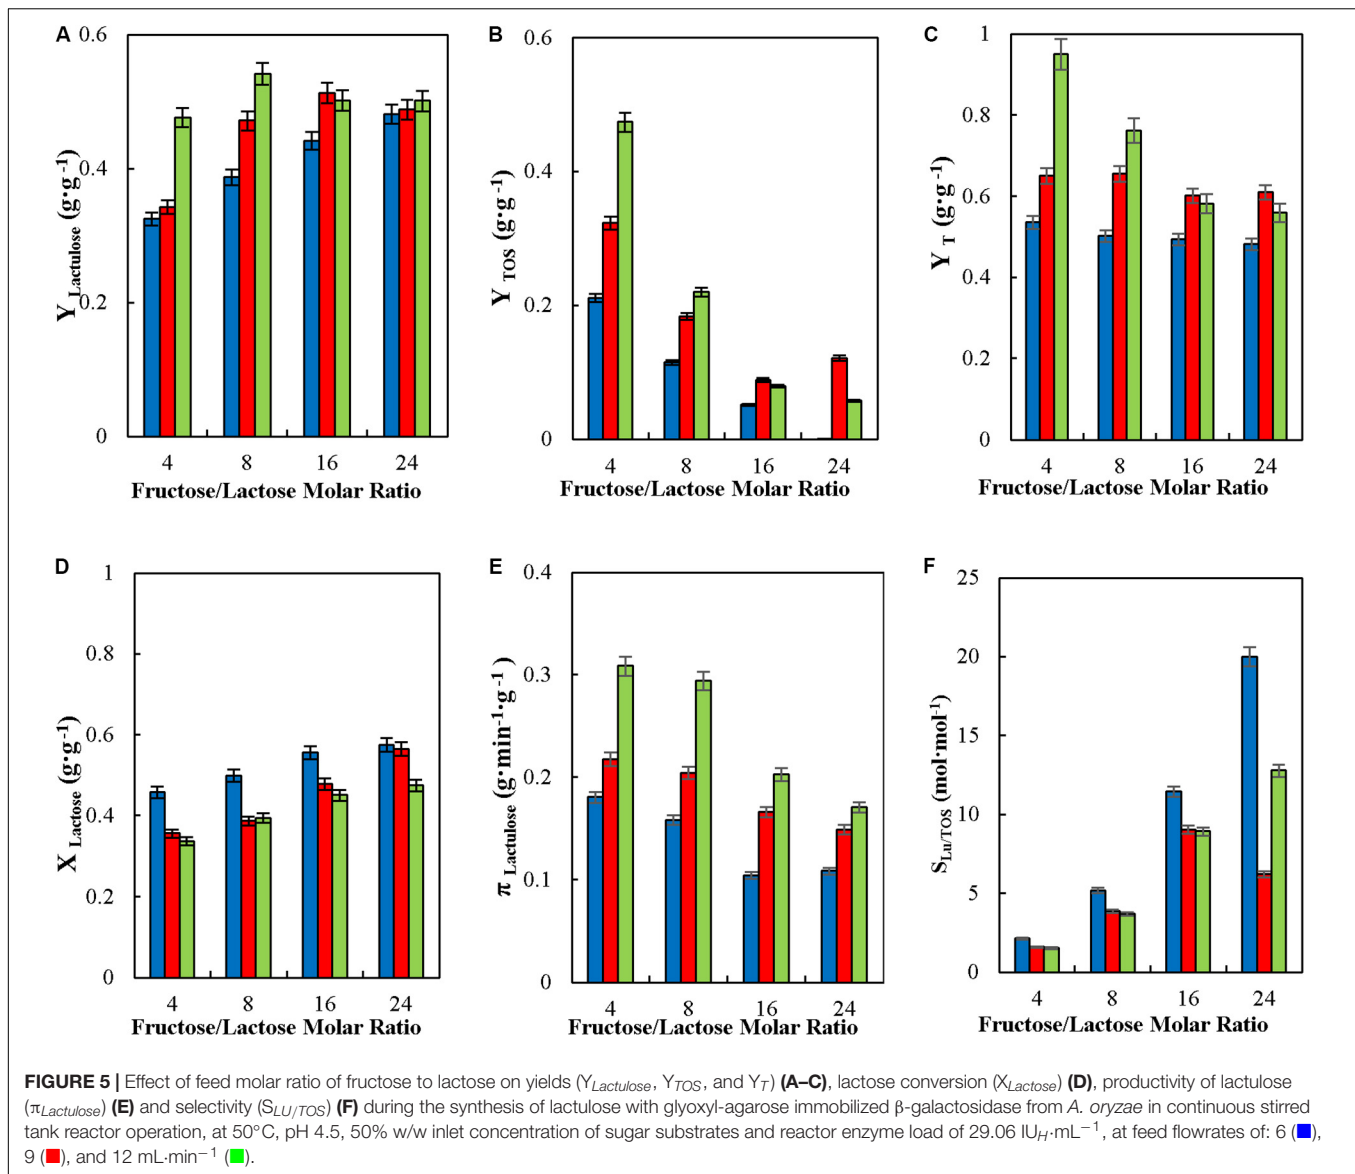 A
0.6
0.4
0.2
0
Y Lactulose (g·g⁻¹)
4 8 16 24
Fructose/Lactose Molar Ratio
B
0.6
0.4
0.2
0
Y TOS (g·g⁻¹)
4 8 16 24
Fructose/Lactose Molar Ratio
C
1
0.8
0.6
0.4
0.2
0
Y T (g·g⁻¹)
4 8 16 24
Fructose/Lactose Molar Ratio
D
1
0.8
0.6
0.4
0.2
0
X Lactose (g·g⁻¹)
4 8 16 24
Fructose/Lactose Molar Ratio
E
0.4
0.3
0.2
0.1
0
π Lactulose (g·min⁻¹·g⁻¹)
4 8 16 24
Fructose/Lactose Molar Ratio
F
25
20
15
10
5
0
S Lu/TOS (mol·mol⁻¹)
4 8 16 24
Fructose/Lactose Molar Ratio
FIGURE 5 | Effect of feed molar ratio of fructose to lactose on yields (Y Lactulose, Y TOS, and Y T) (A–C), lactose conversion (X Lactose) (D), productivity of lactulose
(π Lactulose) (E) and selectivity (S LU/TOS) (F) during the synthesis of lactulose with glyoxyl-agarose immobilized β-galactosidase from A. oryzae in continuous stirred
tank reactor operation, at 50°C, pH 4.5, 50% w/w inlet concentration of sugar substrates and reactor enzyme load of 29.06 IU H·mL⁻¹, at feed flowrates of: 6 (■),
9 (■), and 12 mL·min⁻¹ (■).